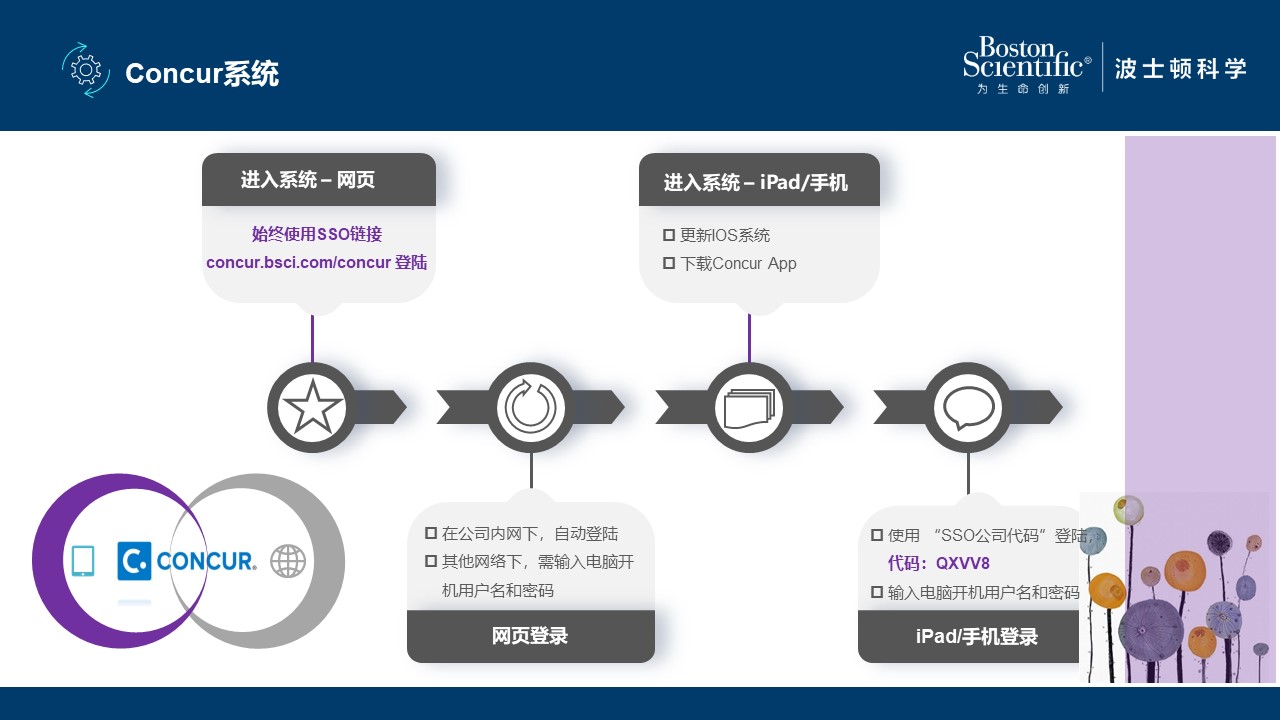 Concur系统
Boston
Scientific®
为生命创新
波士顿科学
进入系统 – 网页
始终使用SSO链接
concur.bsci.com/concur 登陆
进入系统 – iPad/手机
更新IOS系统
下载Concur App
C.
CONCUR.
在公司内网下，自动登陆
其他网络下，需输入电脑开
机用户名和密码
网页登录
使用 “SSO公司代码”登陆,
代码：QXVV8
输入电脑开机用户名和密码
iPad/手机登录